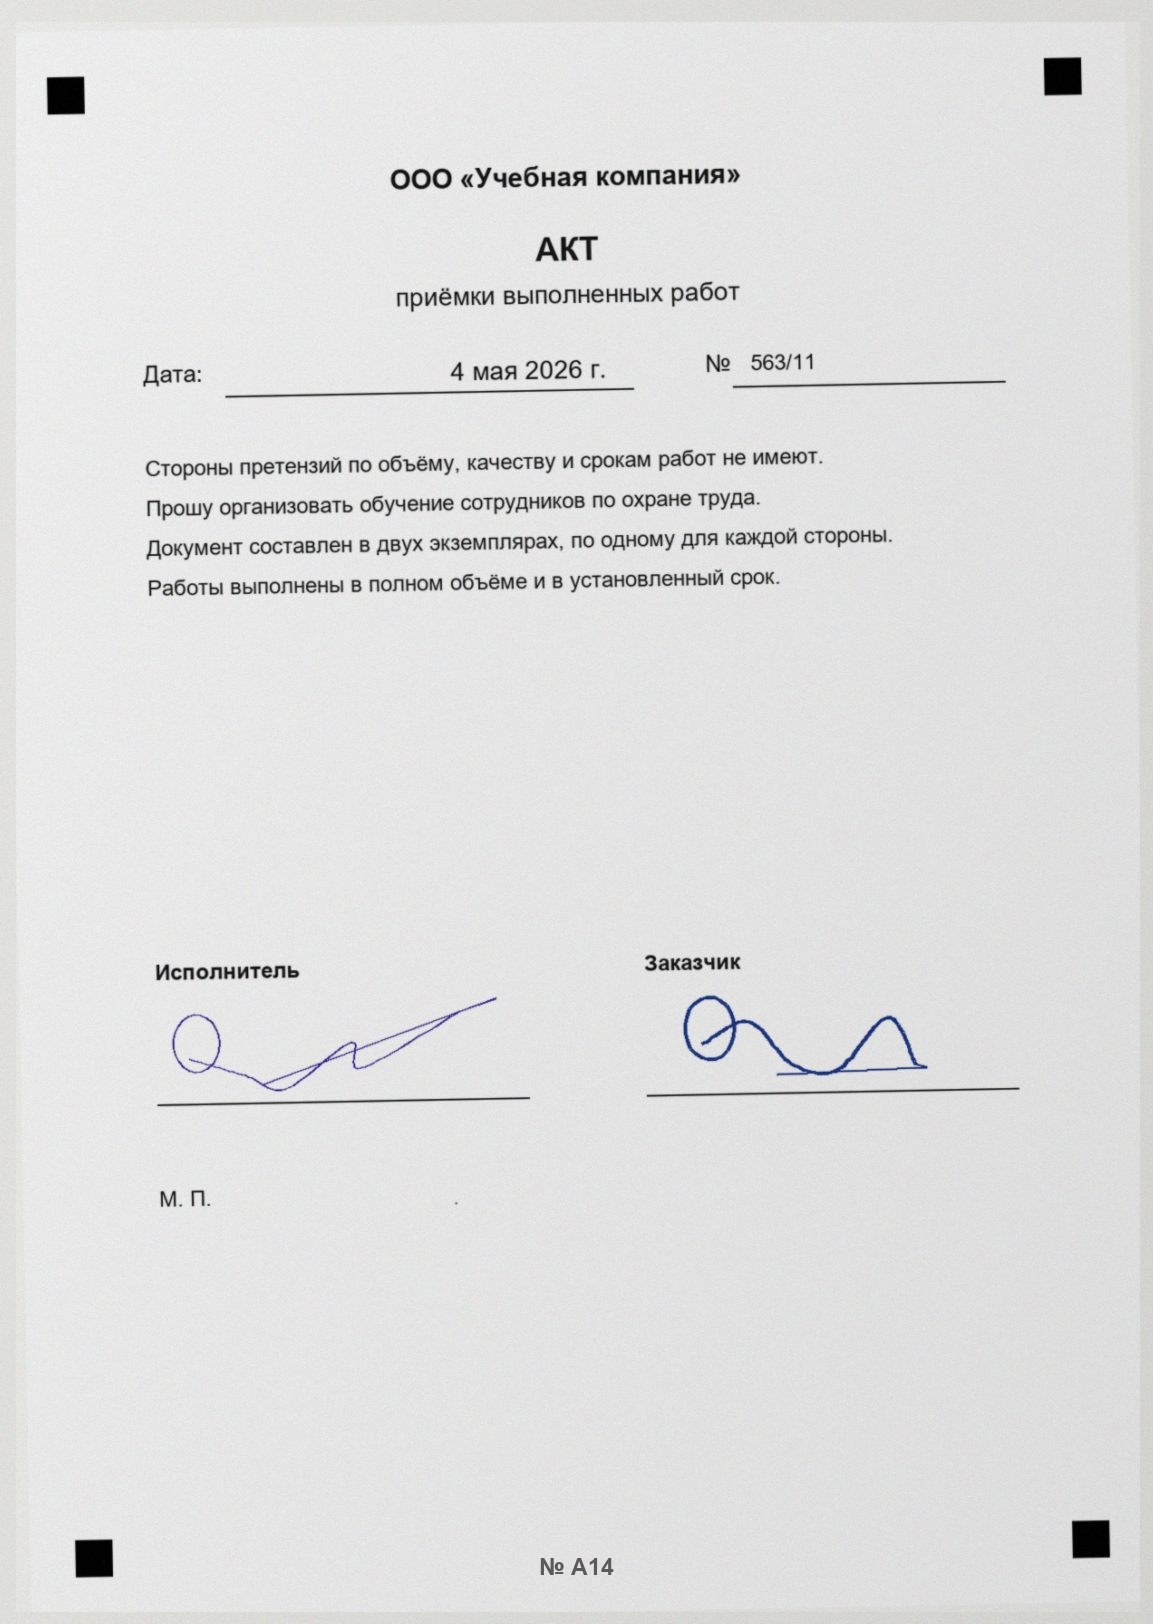 ООО «Учебная компания»
АКТ
приёмки выполненных работ
Дата: 4 мая 2026 г. № 563/11
Стороны претензий по объёму, качеству и срокам работ не имеют.
Прошу организовать обучение сотрудников по охране труда.
Документ составлен в двух экземплярах, по одному для каждой стороны.
Работы выполнены в полном объёме и в установленный срок.
Исполнитель Заказчик
М. П.
№ А14